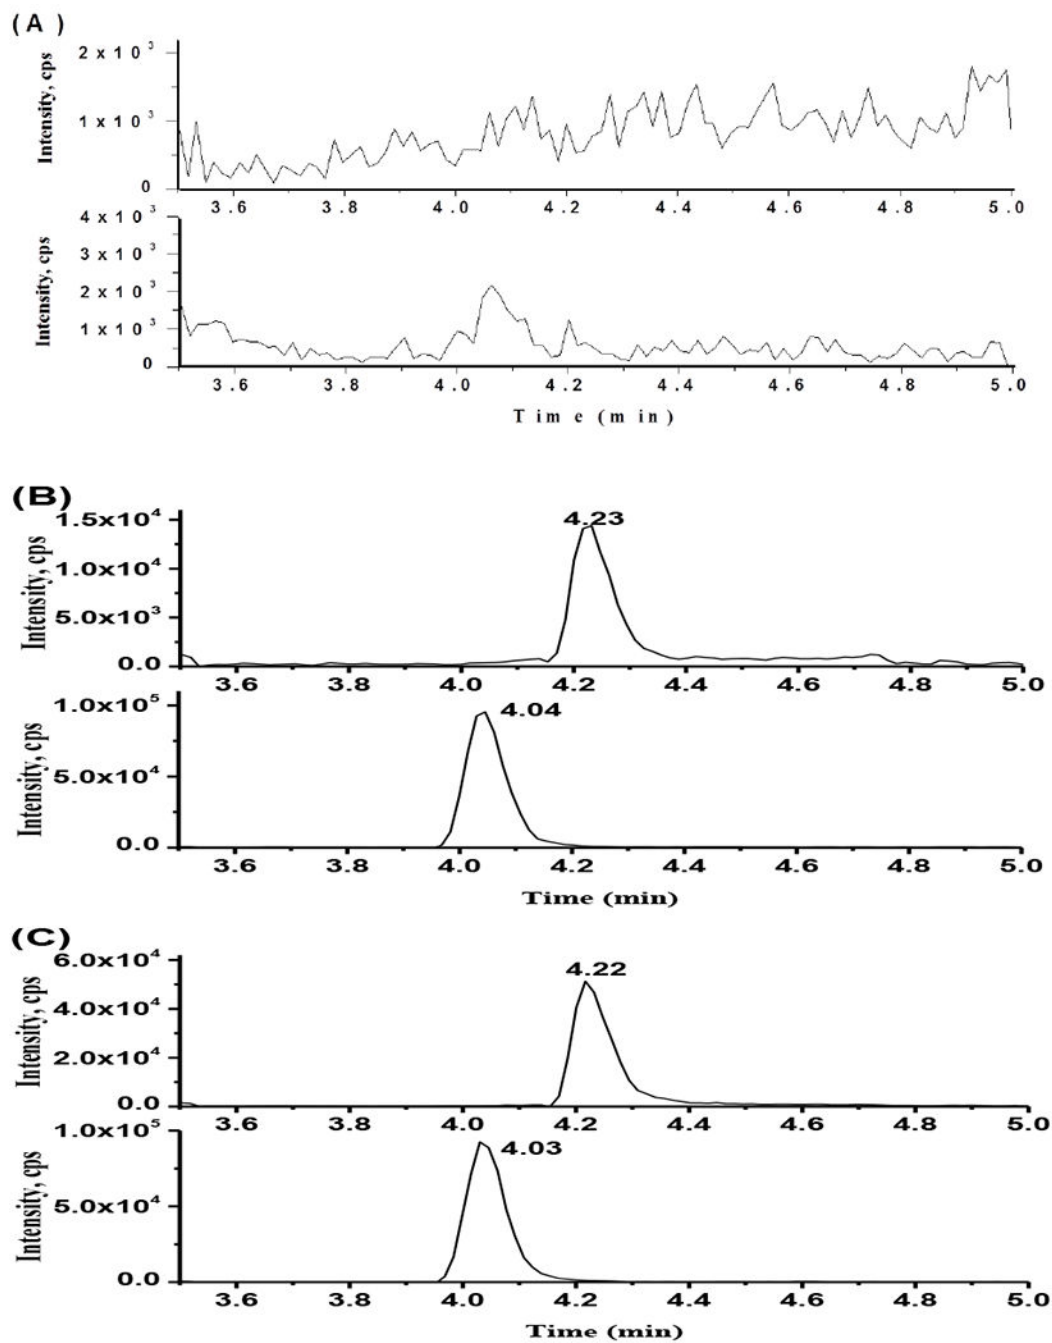 (A)
Intensity, cps
2 x 10³
1 x 10³
0
3.6 3.8 4.0 4.2 4.4 4.6 4.8 5.0
Intensity, cps
4 x 10³
3 x 10³
2 x 10³
1 x 10³
0
3.6 3.8 4.0 4.2 4.4 4.6 4.8 5.0
Time (min)
(B)
Intensity, cps
1.5x10⁴
1.0x10⁴
5.0x10³
0.0
4.23
3.6 3.8 4.0 4.2 4.4 4.6 4.8 5.0
Intensity, cps
1.0x10⁵
5.0x10⁴
0.0
4.04
3.6 3.8 4.0 4.2 4.4 4.6 4.8 5.0
Time (min)
(C)
Intensity, cps
6.0x10⁴
4.0x10⁴
2.0x10⁴
0.0
4.22
3.6 3.8 4.0 4.2 4.4 4.6 4.8 5.0
Intensity, cps
1.0x10⁵
5.0x10⁴
0.0
4.03
3.6 3.8 4.0 4.2 4.4 4.6 4.8 5.0
Time (min)